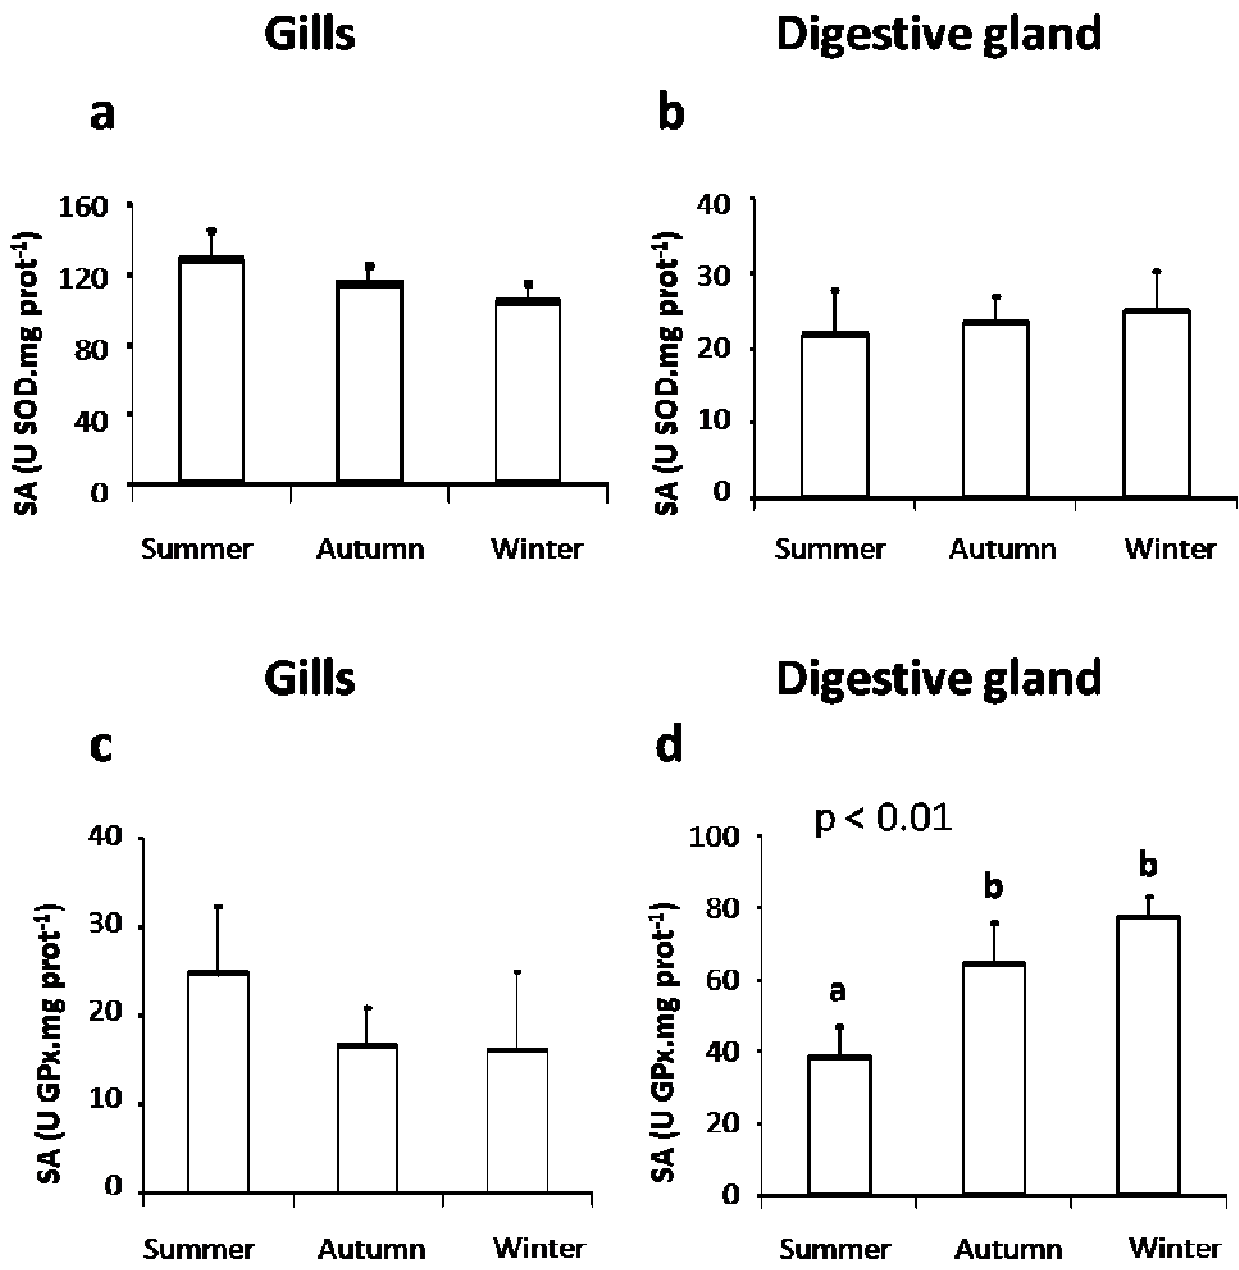 Gills
Digestive gland
a
b
SA (U SOD.mg prot⁻¹)
160
120
80
40
0
Summer
Autumn
Winter
SA (U SOD.mg prot⁻¹)
40
30
20
10
0
Summer
Autumn
Winter
Gills
Digestive gland
c
d
SA (U GPx.mg prot⁻¹)
40
30
20
10
0
Summer
Autumn
Winter
p < 0.01
SA (U GPx.mg prot⁻¹)
100
80
60
40
20
0
a
b
b
Summer
Autumn
Winter